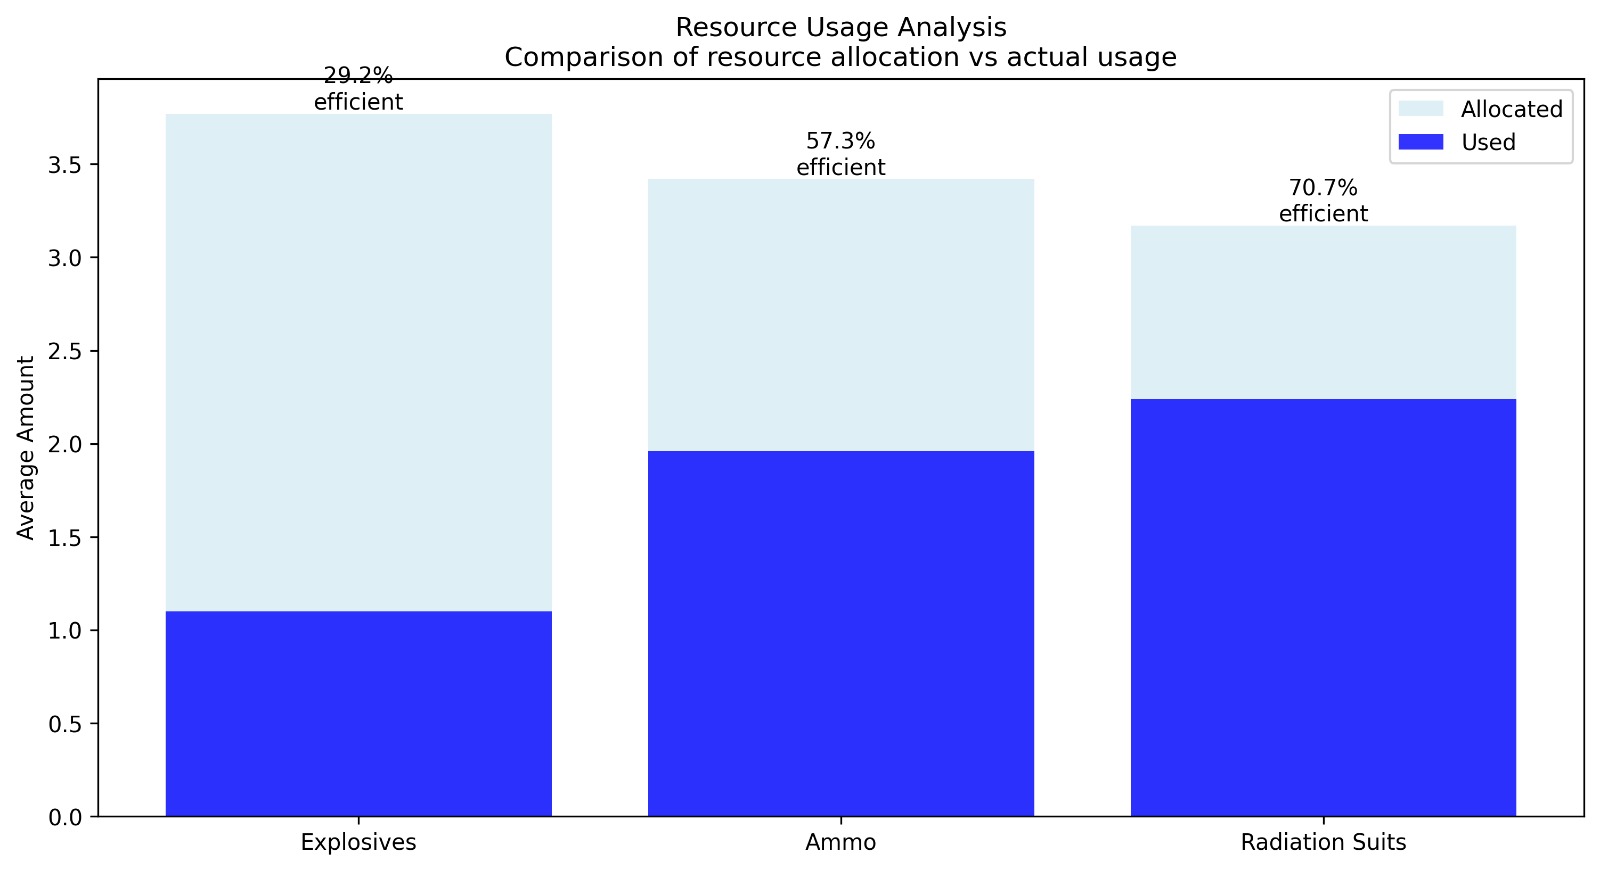 Resource Usage Analysis
Comparison of resource allocation vs actual usage
29.2%
efficient
57.3%
efficient
70.7%
efficient
Allocated
Used
Average Amount
3.5
3.0
2.5
2.0
1.5
1.0
0.5
0.0
Explosives
Ammo
Radiation Suits